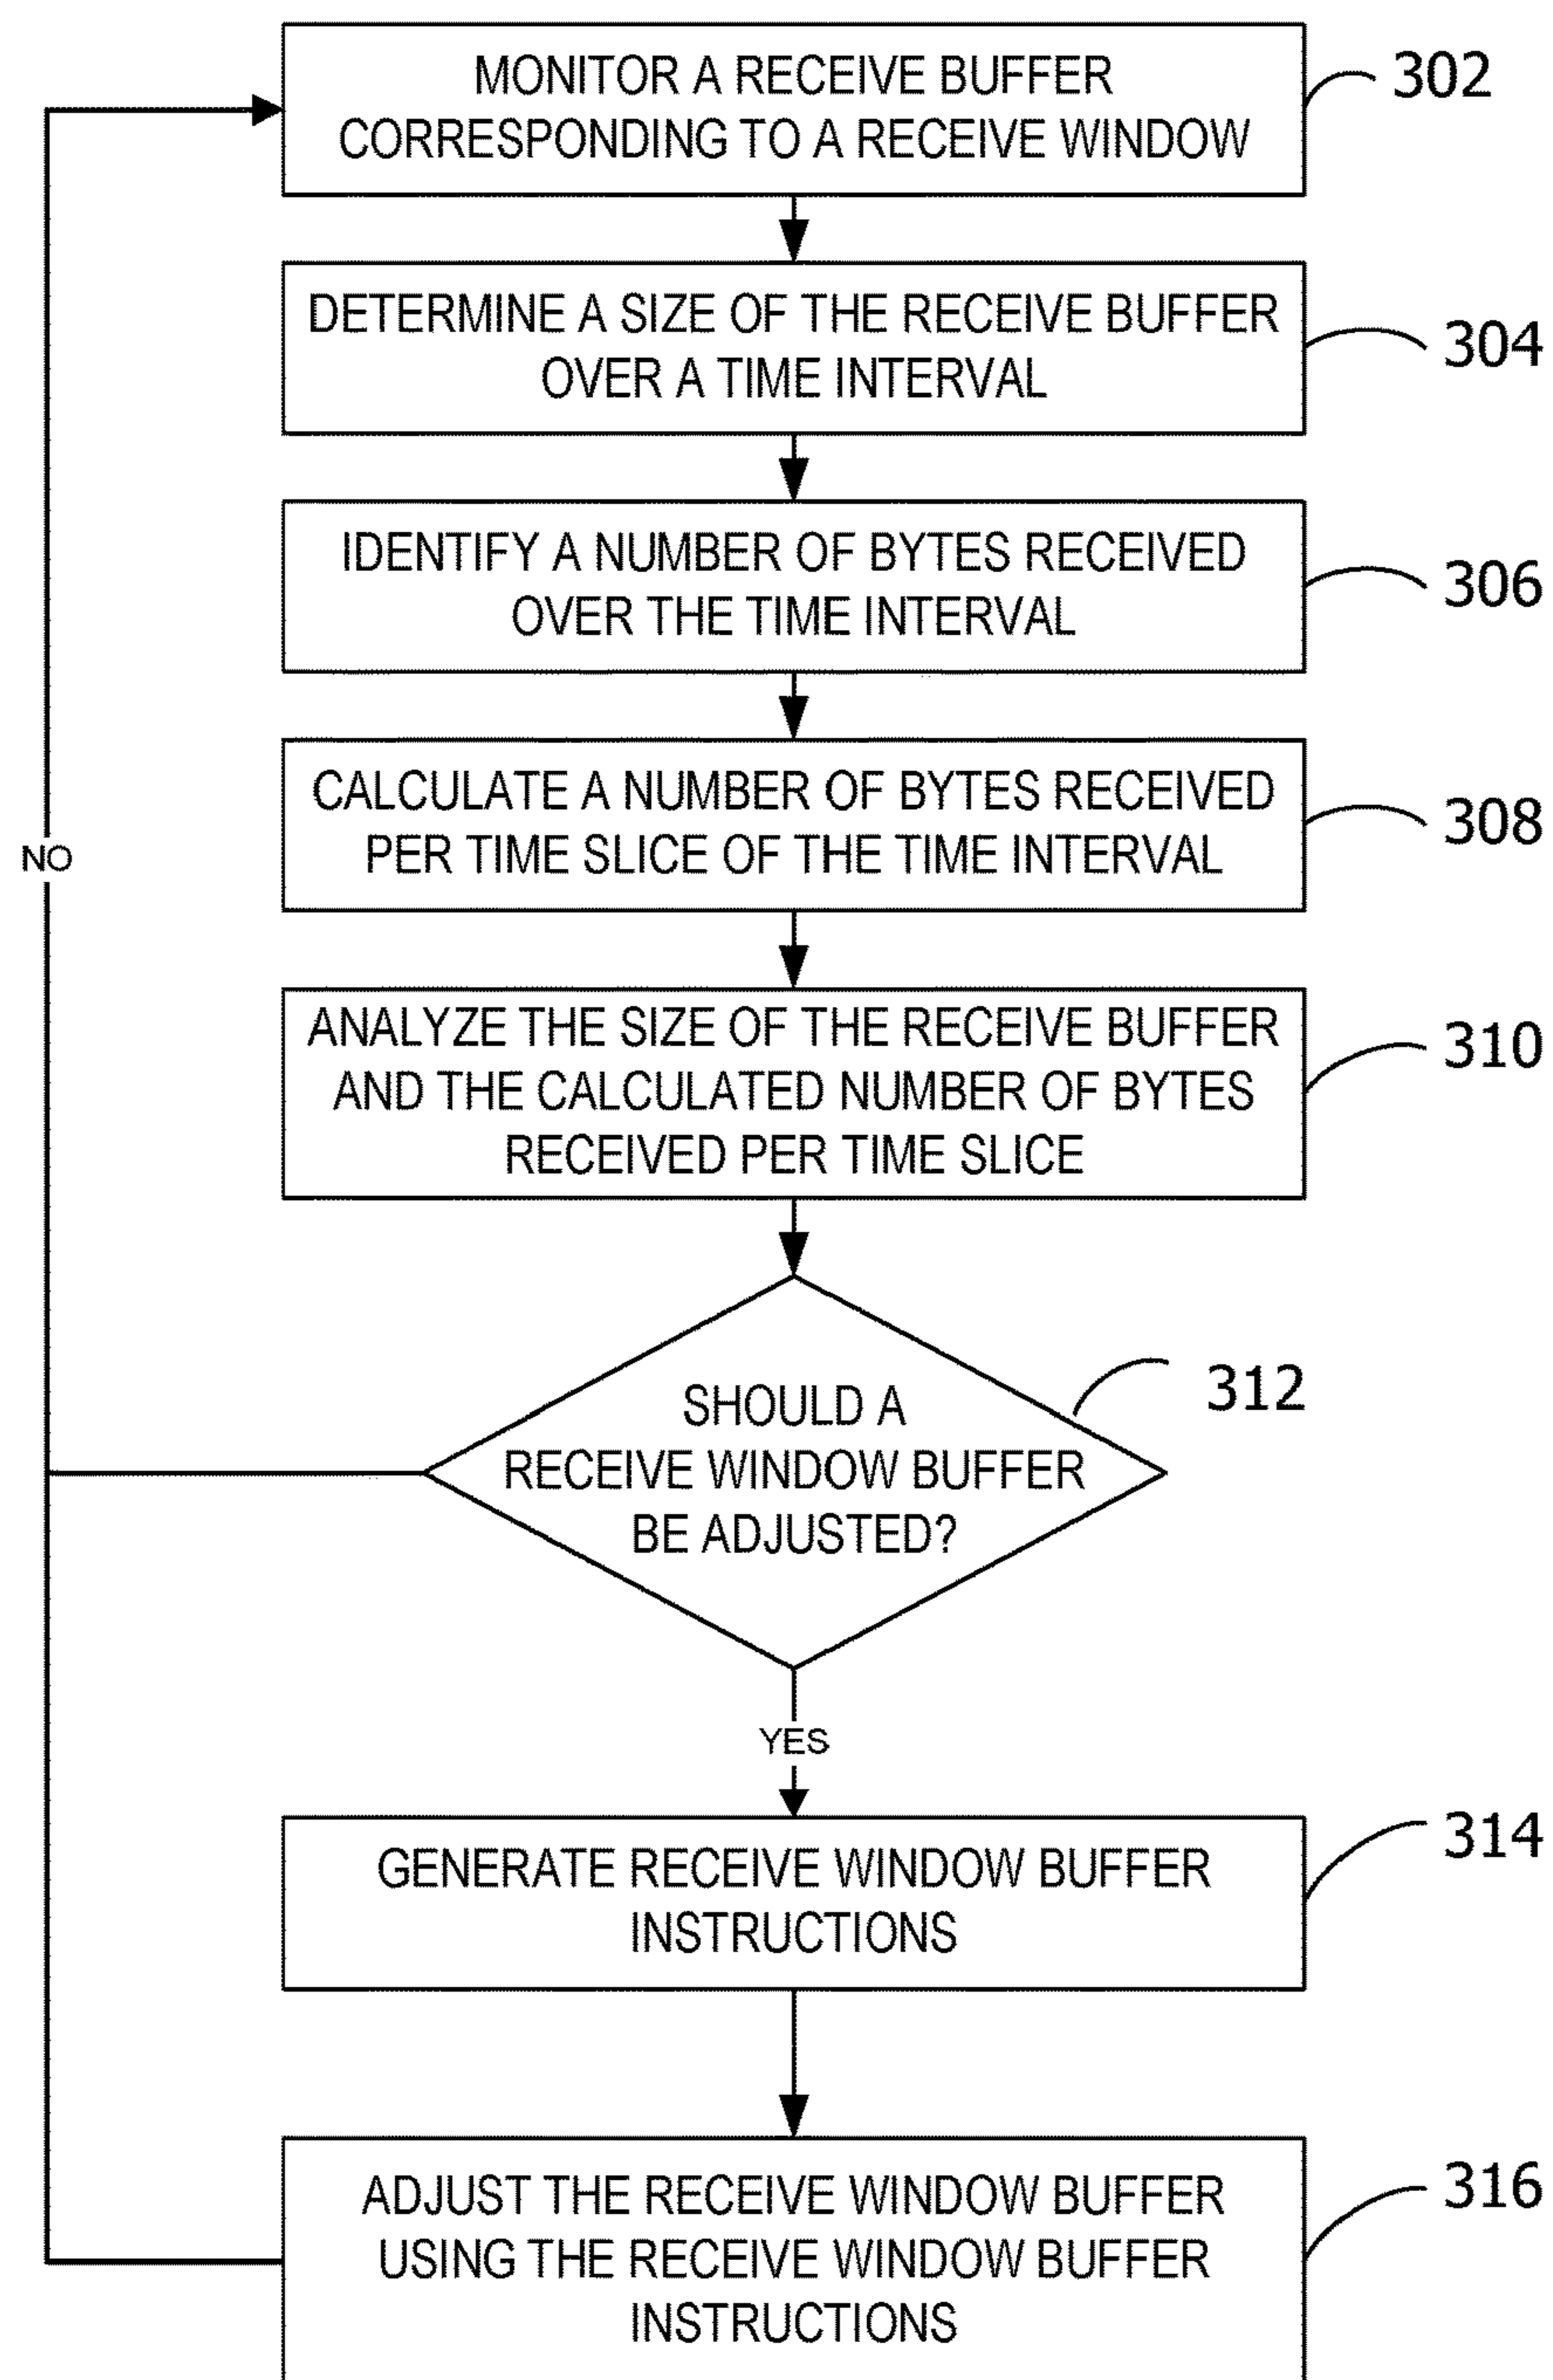 MONITOR A RECEIVE BUFFER
CORRESPONDING TO A RECEIVE WINDOW
302
DETERMINE A SIZE OF THE RECEIVE BUFFER
OVER A TIME INTERVAL
304
IDENTIFY A NUMBER OF BYTES RECEIVED
OVER THE TIME INTERVAL
306
CALCULATE A NUMBER OF BYTES RECEIVED
PER TIME SLICE OF THE TIME INTERVAL
308
NO
ANALYZE THE SIZE OF THE RECEIVE BUFFER
AND THE CALCULATED NUMBER OF BYTES
RECEIVED PER TIME SLICE
310
SHOULD A
RECEIVE WINDOW BUFFER
BE ADJUSTED?
312
YES
GENERATE RECEIVE WINDOW BUFFER
INSTRUCTIONS
314
ADJUST THE RECEIVE WINDOW BUFFER
USING THE RECEIVE WINDOW BUFFER
INSTRUCTIONS
316